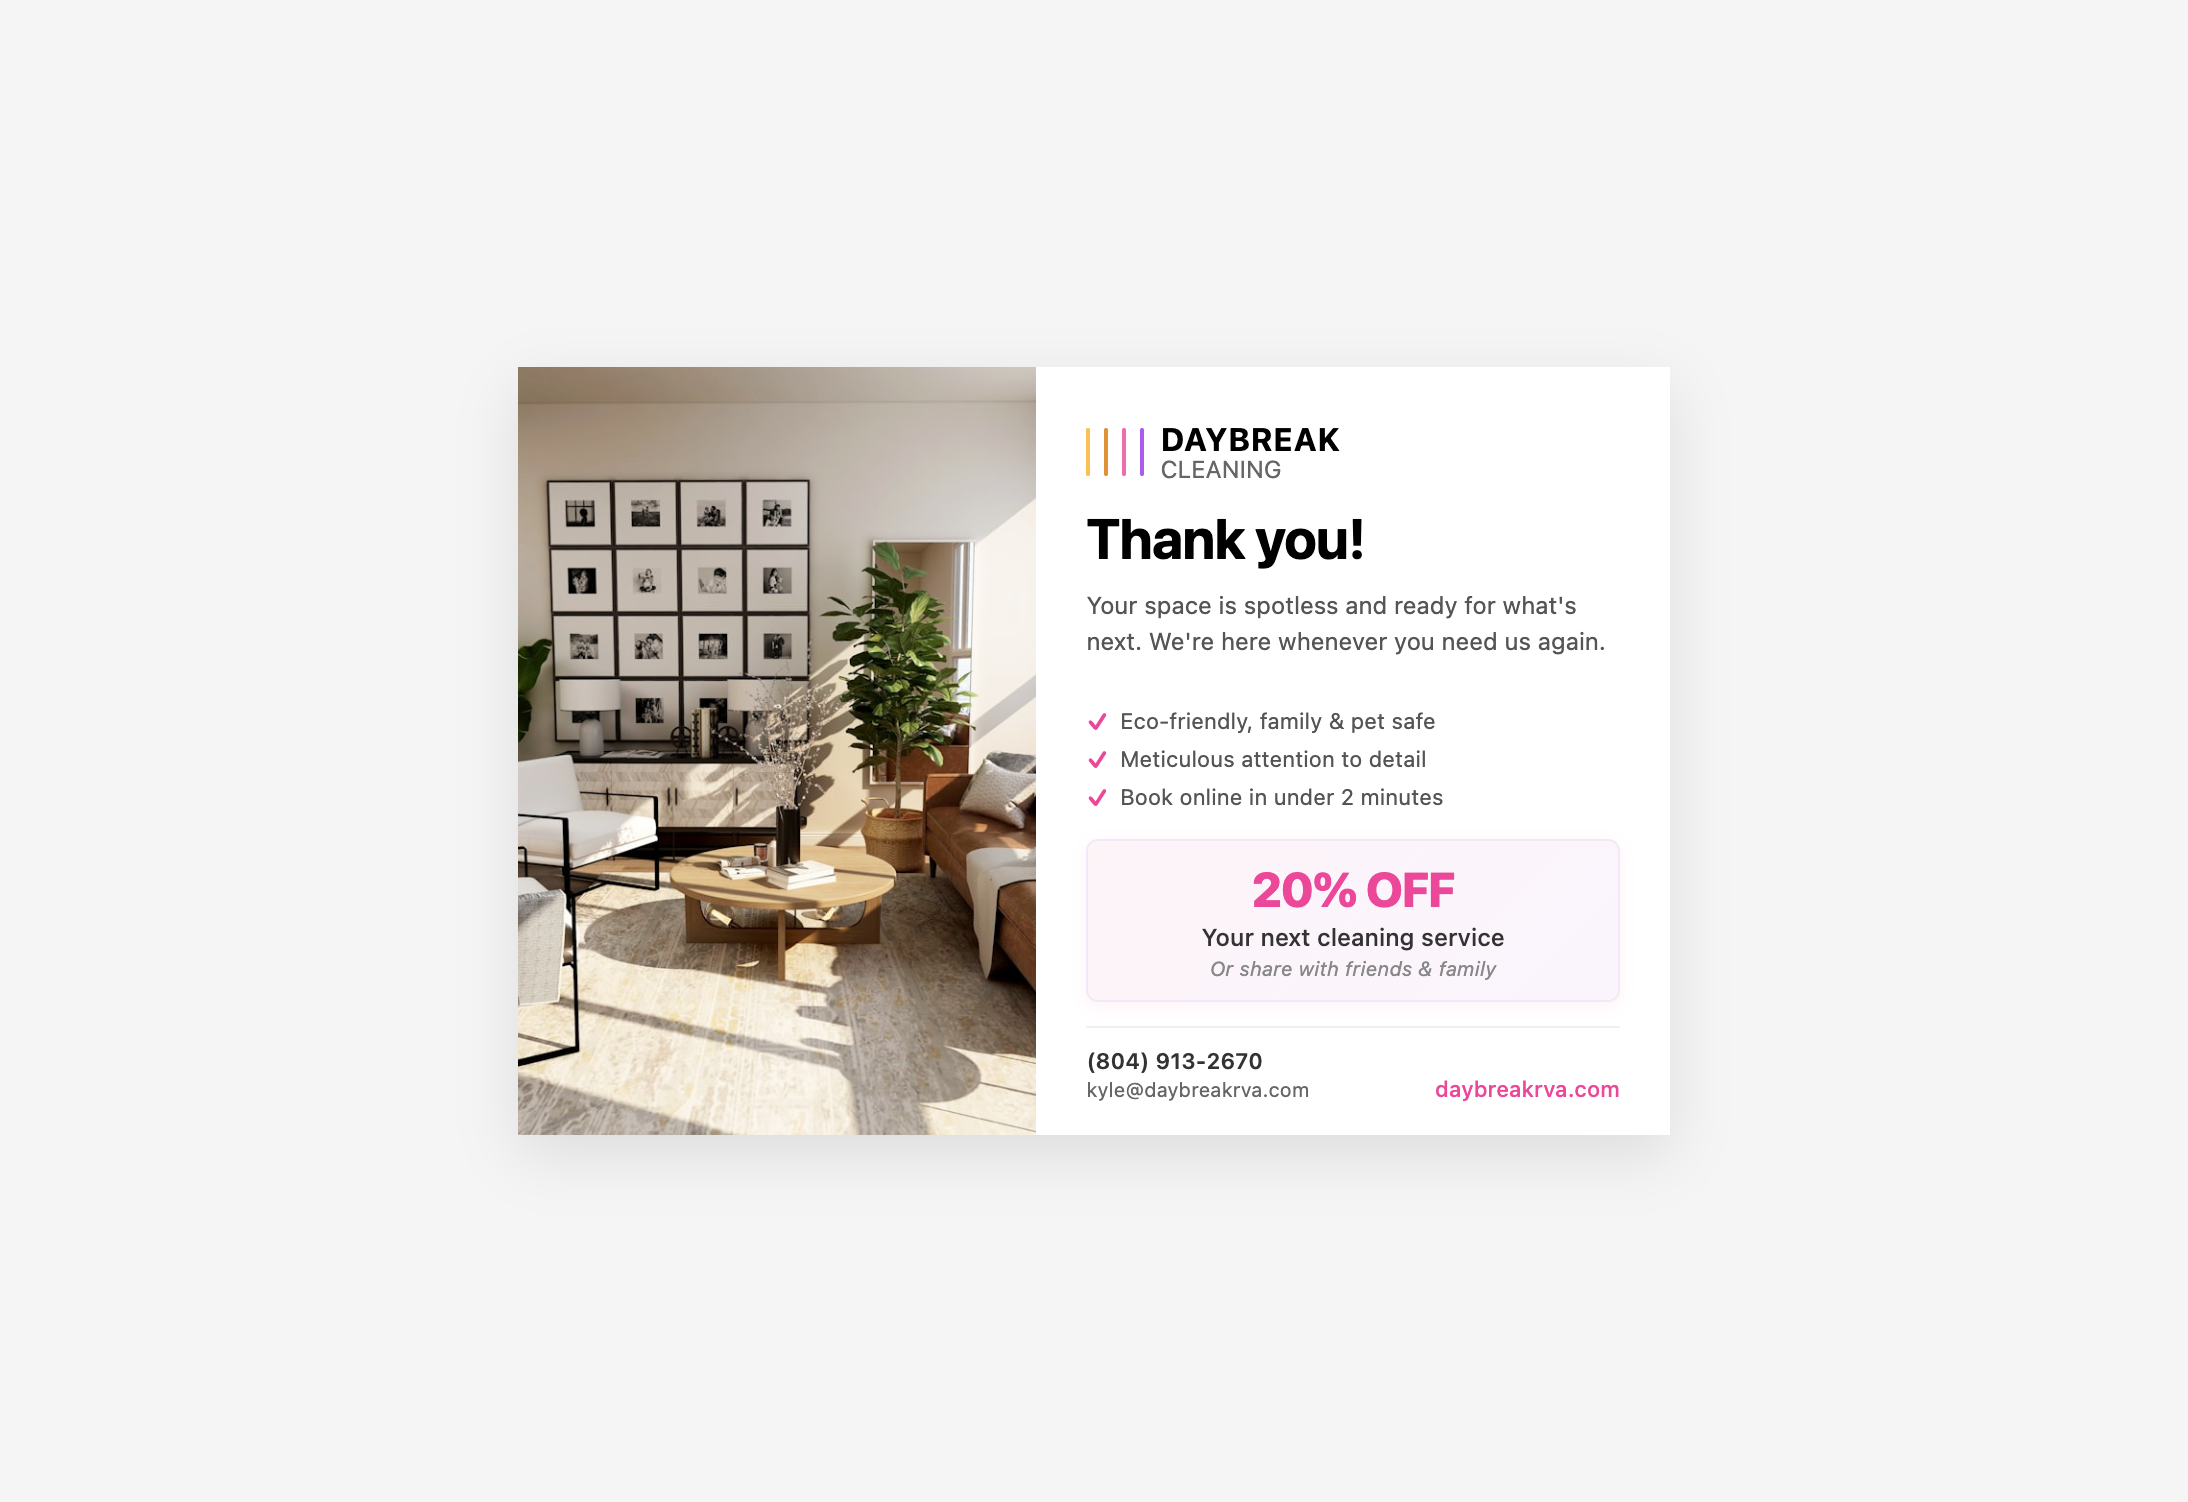 DAYBREAK
CLEANING
Thank you!
Your space is spotless and ready for what's
next. We're here whenever you need us again.
Eco-friendly, family & pet safe
Meticulous attention to detail
Book online in under 2 minutes
20% OFF
Your next cleaning service
Or share with friends & family
(804) 913-2670
kyle@daybreakrva.com
daybreakrva.com